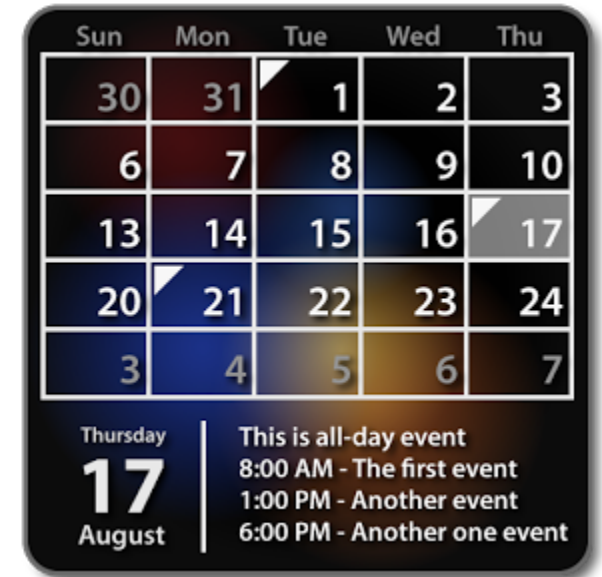 Sun Mon Tue Wed Thu
30 31 1 2 3
6 7 8 9 10
13 14 15 16 17
20 21 22 23 24
3 4 5 6 7
Thursday
17
August
This is all-day event
8:00 AM - The first event
1:00 PM - Another event
6:00 PM - Another one event